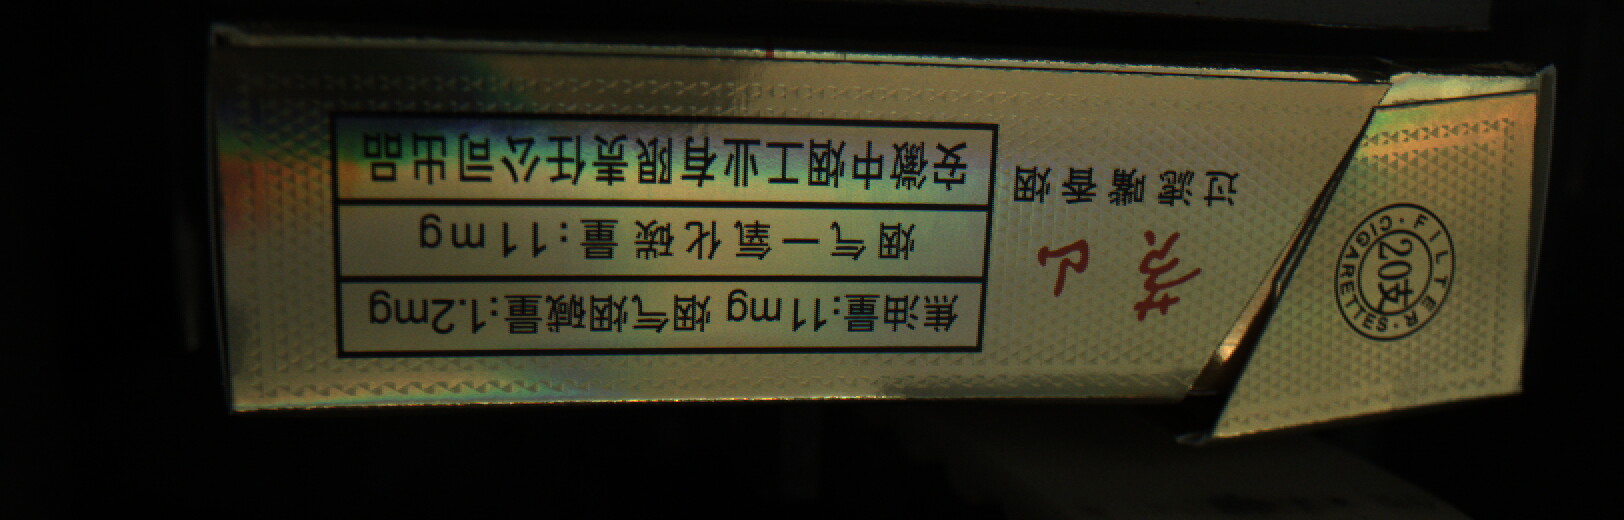 FILTER·CIGARETTES·
20支
黄山
过滤嘴香烟
焦油量:11mg 烟气烟碱量:1.2mg
烟气一氧化碳量:11mg
安徽中烟工业有限责任公司出品